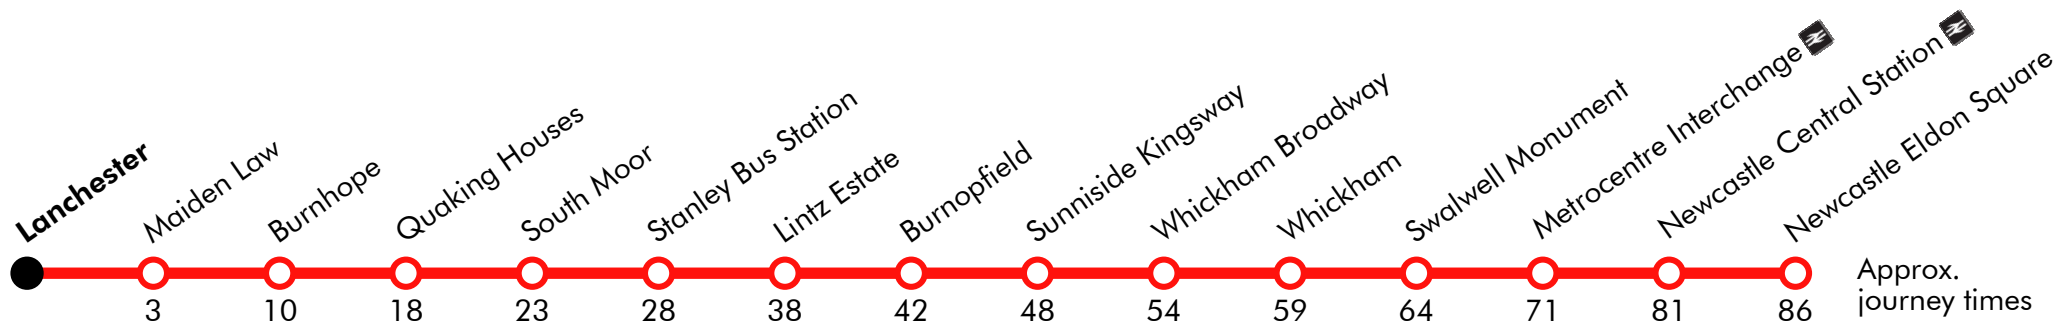 Lanchester
Maiden Law
Burnhope
Quaking Houses
South Moor
Stanley Bus Station
Lintz Estate
Burnopfield
Sunniside Kingsway
Whickham Broadway
Whickham
Swalwell Monument
Metrocentre Interchange
Newcastle Central Station
Newcastle Eldon Square
3 10 18 23 28 38 42 48 54 59 64 71 81 86
Approx.
journey times